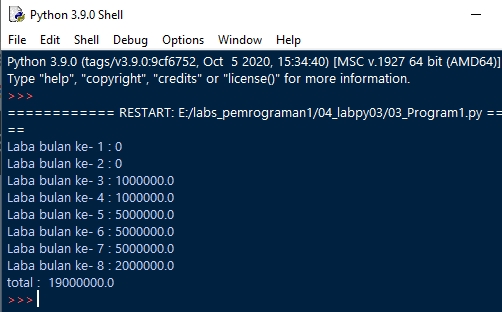 Python 3.9.0 Shell
File Edit Shell Debug Options Window Help
Python 3.9.0 (tags/v3.9.0:9cf6752, Oct  5 2020, 15:34:40) [MSC v.1927 64 bit (AMD64)]
Type "help", "copyright", "credits" or "license()" for more information.
>>>
============ RESTART: E:/labs_pemrograman1/04_labpy03/03_Program1.py ==
==
Laba bulan ke- 1 : 0
Laba bulan ke- 2 : 0
Laba bulan ke- 3 : 1000000.0
Laba bulan ke- 4 : 1000000.0
Laba bulan ke- 5 : 5000000.0
Laba bulan ke- 6 : 5000000.0
Laba bulan ke- 7 : 5000000.0
Laba bulan ke- 8 : 2000000.0
total :  19000000.0
>>>